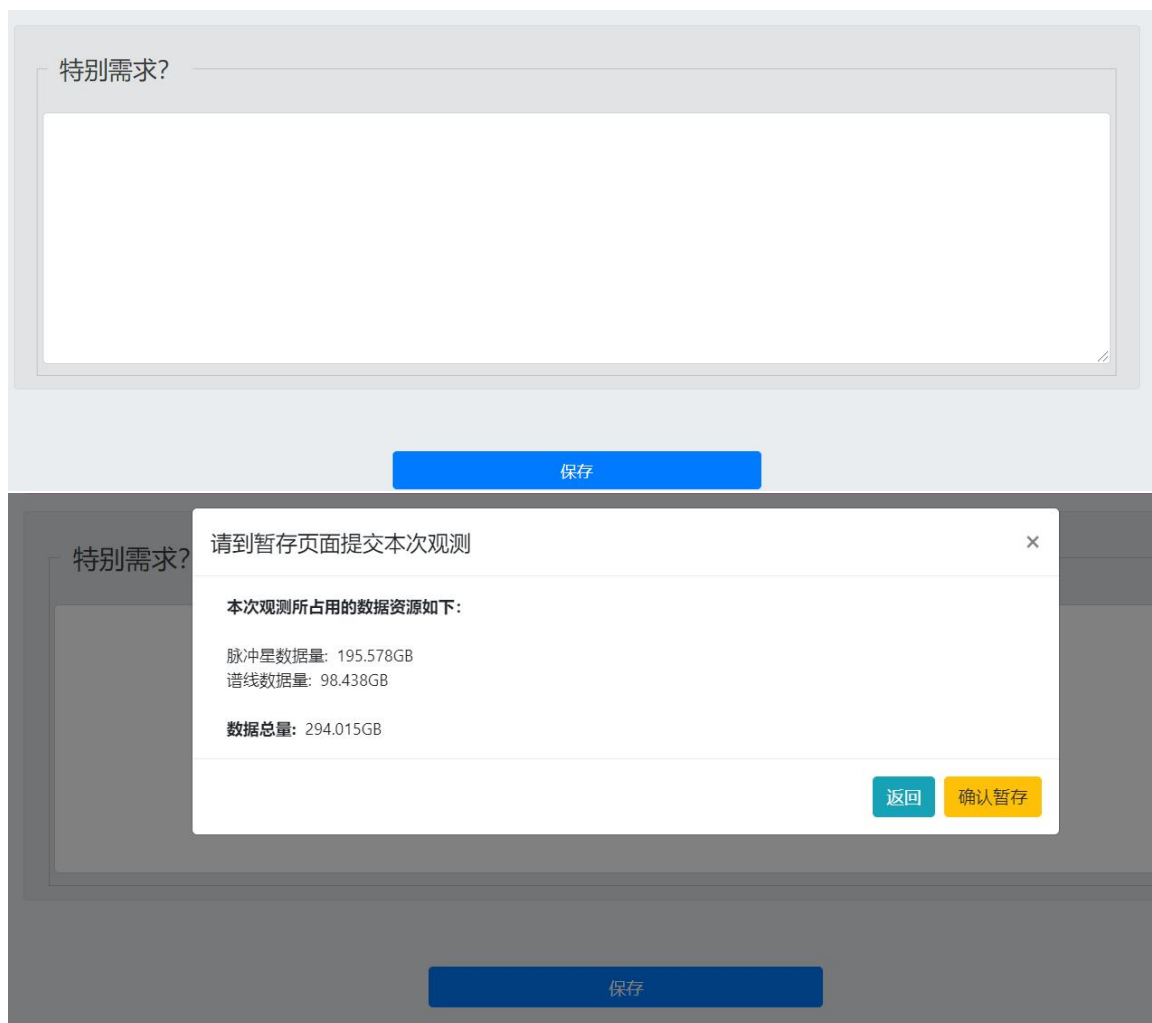 特别需求?
保存
特别需求?
请到暂存页面提交本次观测
×
本次观测所占用的数据资源如下：
脉冲星数据量: 195.578GB
谱线数据量: 98.438GB
数据总量: 294.015GB
返回 确认暂存
保存